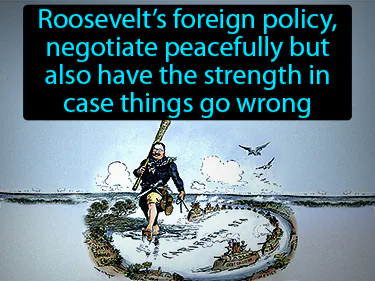 Roosevelt's foreign policy,
negotiate peacefully but
also have the strength in
case things go wrong